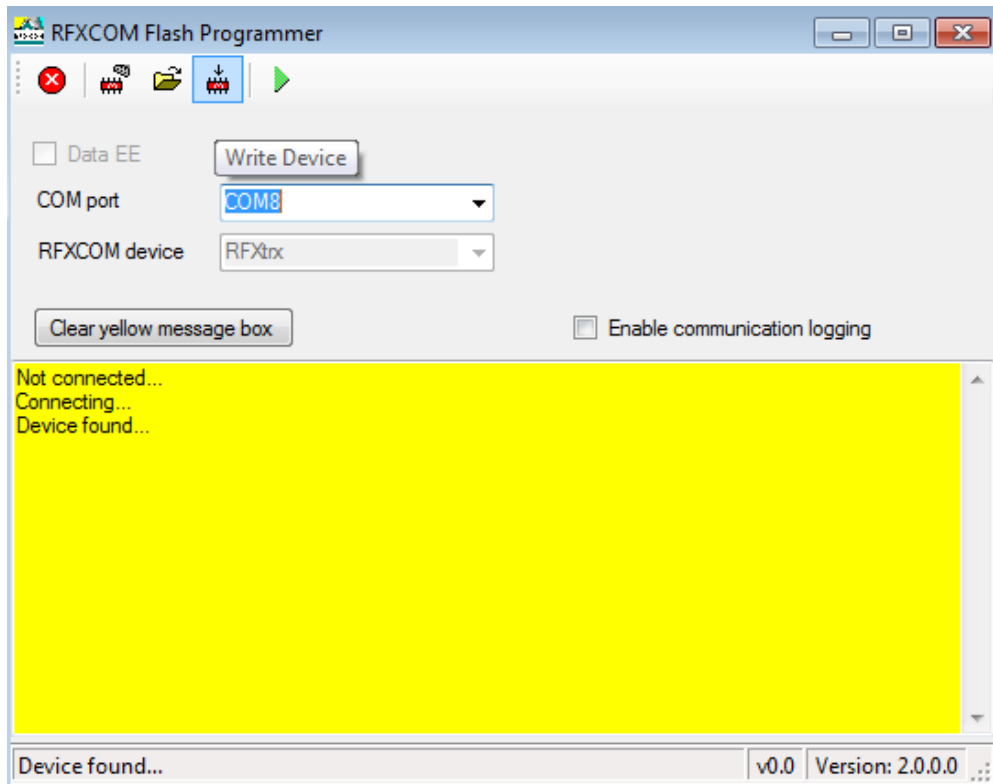 RFXCOM Flash Programmer
Data EE
Write Device
COM port
COM8
RFXCOM device
RFXtrx
Clear yellow message box
Enable communication logging
Not connected...
Connecting...
Device found...
Device found...
v0.0
Version: 2.0.0.0